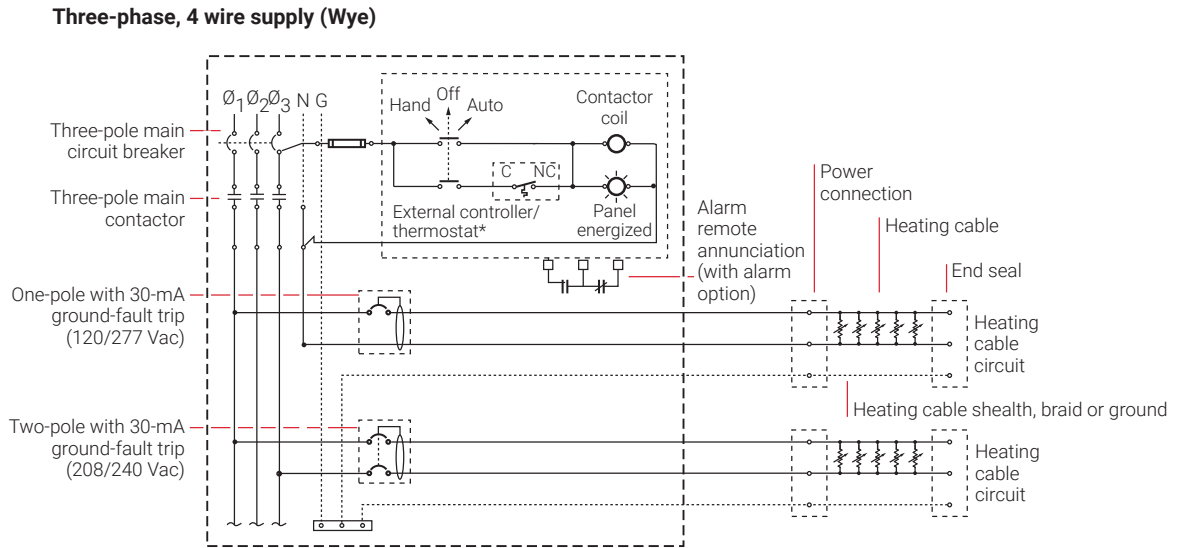 Three-phase, 4 wire supply (Wye)
Ø1 Ø2 Ø3 N G
Hand
Off
Auto
Contactor
coil
Three-pole main
circuit breaker
C NC
Three-pole main
contactor
External controller/
thermostat*
Panel
energized
Alarm
remote
annunciation
(with alarm
option)
Power
connection
Heating cable
End seal
One-pole with 30-mA
ground-fault trip
(120/277 Vac)
Heating
cable
circuit
Heating cable shealth, braid or ground
Two-pole with 30-mA
ground-fault trip
(208/240 Vac)
Heating
cable
circuit